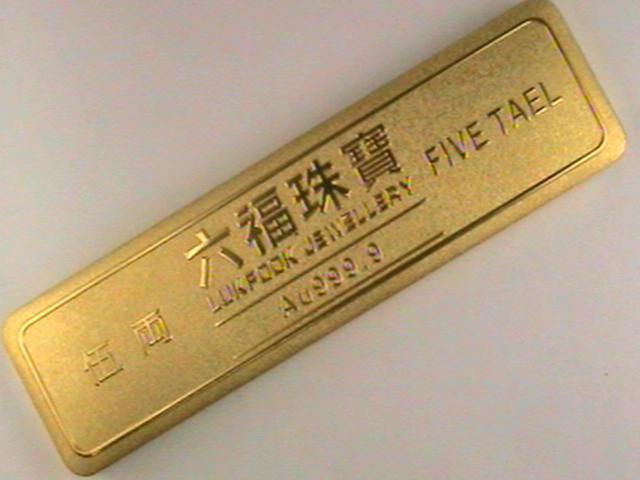 伍兩
六福珠寶
LUKFOOK JEWELLERY
Au999.9
FIVE TAEL